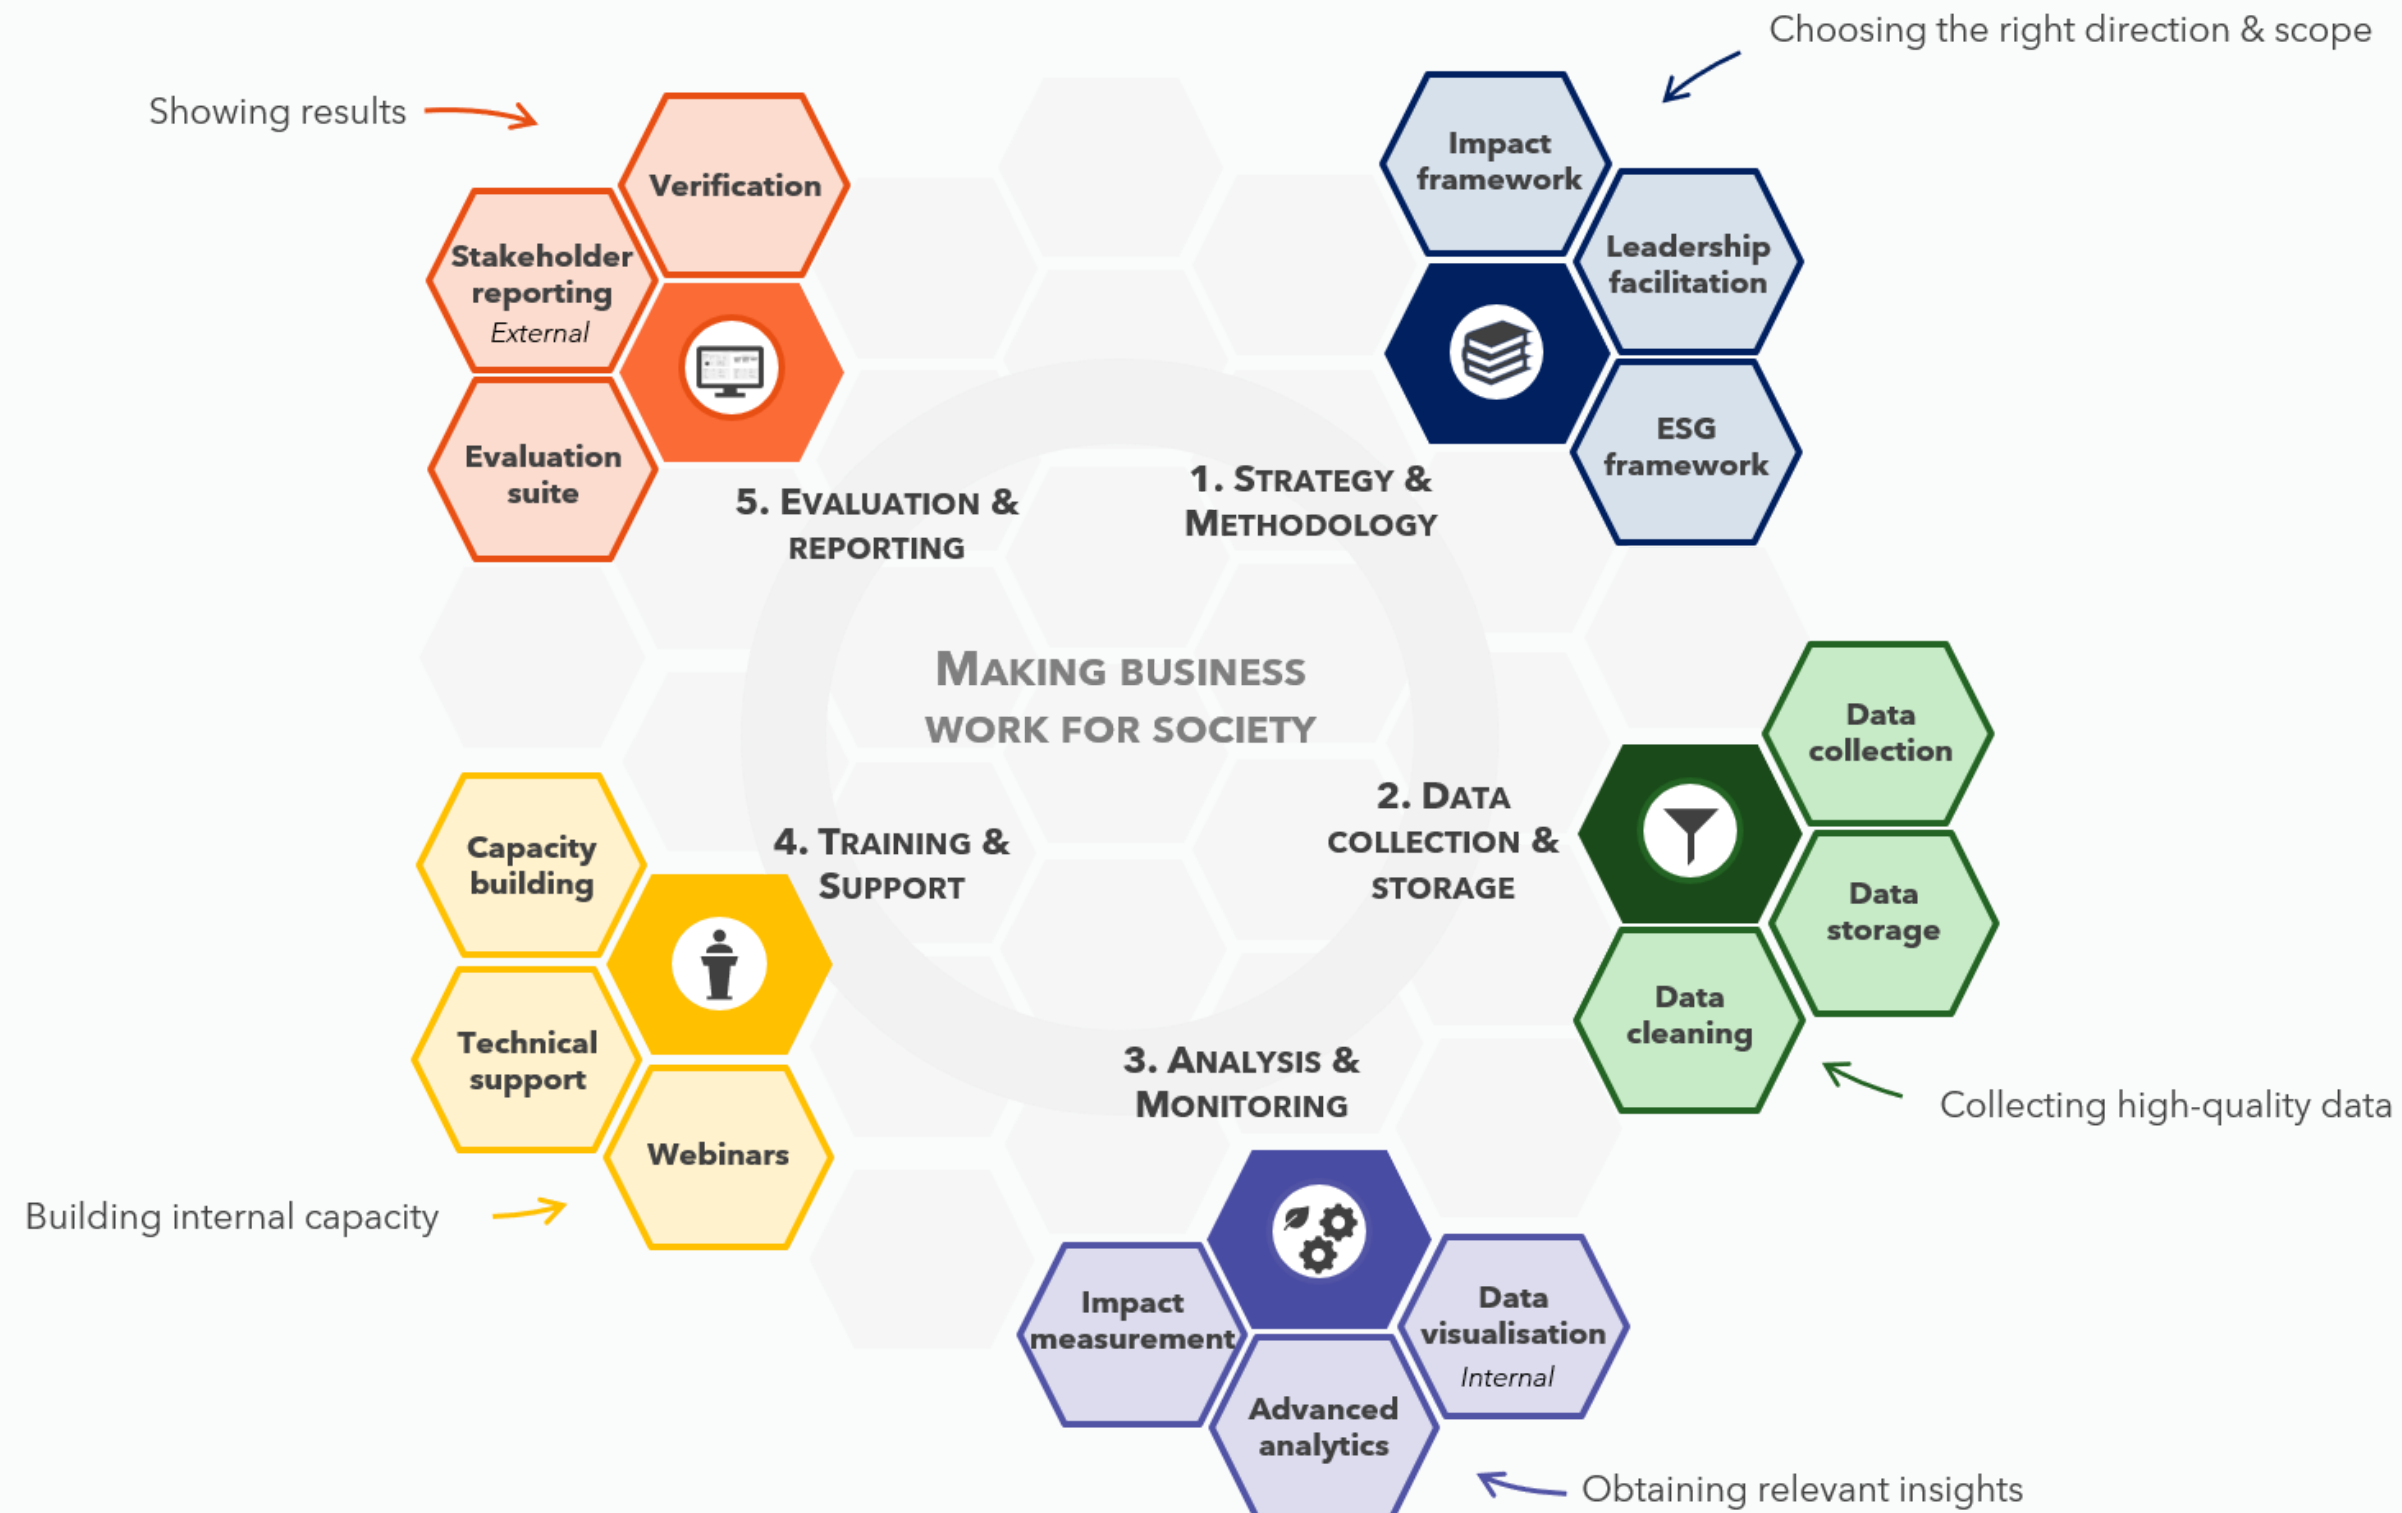 Choosing the right direction & scope
Impact
framework
Leadership
facilitation
ESG
framework
1. STRATEGY &
METHODOLOGY
Data
collection
Data
storage
Data
cleaning
2. DATA
COLLECTION &
STORAGE
Collecting high-quality data
3. ANALYSIS &
MONITORING
Impact
measurement
Advanced
analytics
Data
visualisation
Internal
Obtaining relevant insights
4. TRAINING &
SUPPORT
Capacity
building
Technical
support
Webinars
Building internal capacity
Showing results
Verification
Stakeholder
reporting
External
Evaluation
suite
5. EVALUATION &
REPORTING
MAKING BUSINESS
WORK FOR SOCIETY